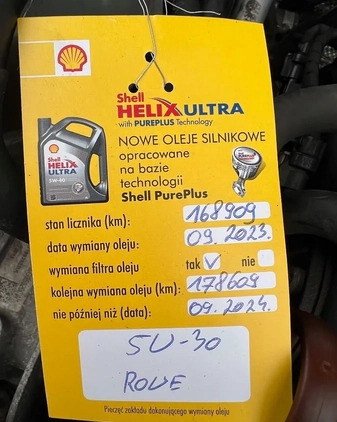 Shell
HELIX ULTRA
with PUREPLUS Technology
NOWE OLEJE SILNIKOWE
opracowane
na bazie
technologii
Shell PurePlus
Shell
HELIX
ULTRA
5W-40
stan licznika (km): 168909
data wymiany oleju: 09.2023.
wymiana filtra oleju tak ✓ nie
kolejna wymiana oleju (km): 178609
nie później niż (data): 09.2024.
5W-30
ROWE
Pieczęć zakładu dokonującego wymiany oleju